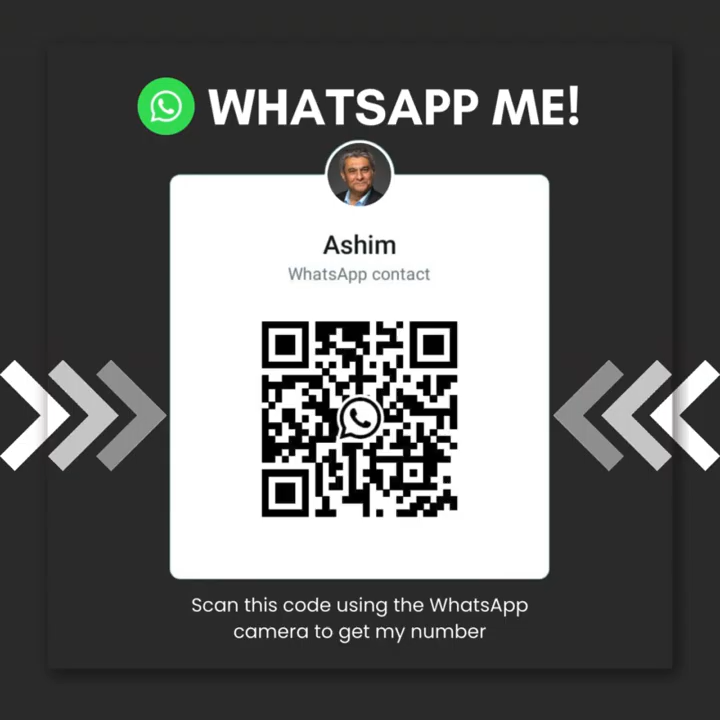 WHATSAPP ME!
Ashim
WhatsApp contact
Scan this code using the WhatsApp
camera to get my number